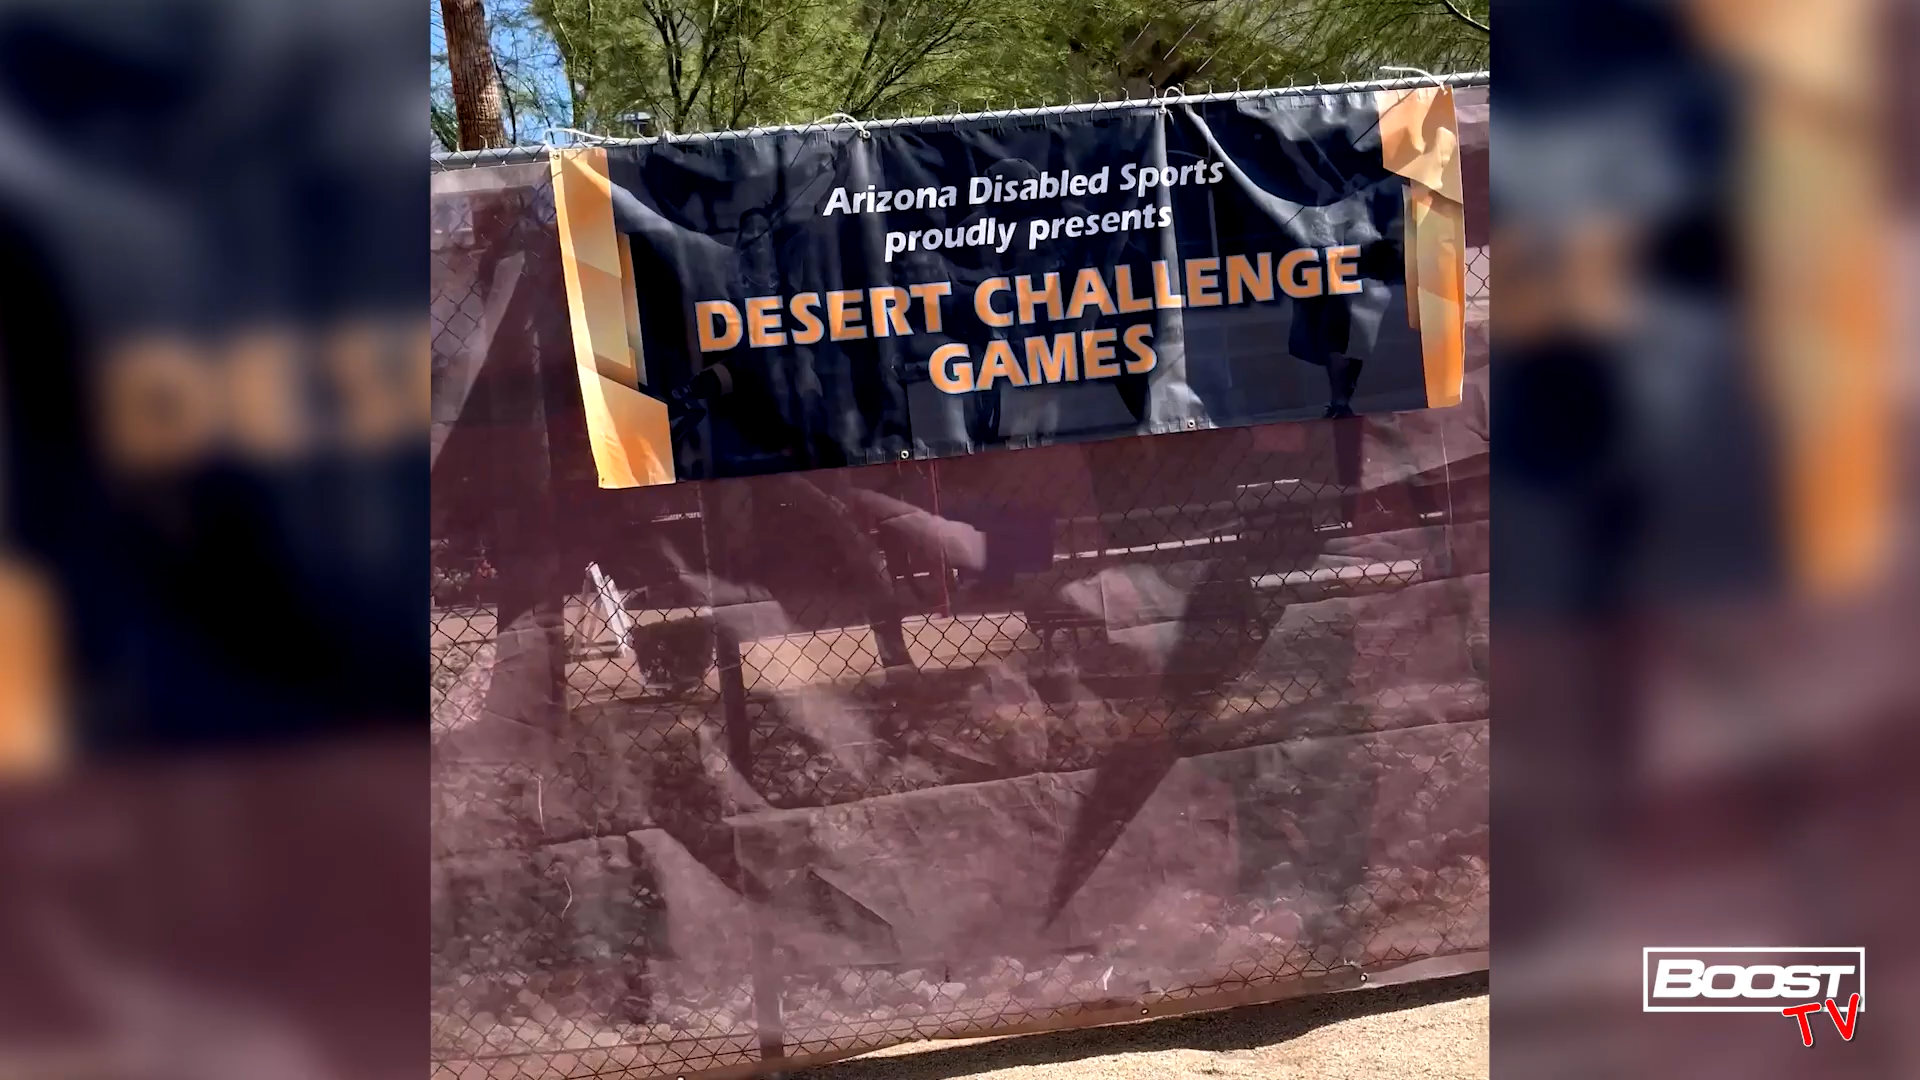 Arizona Disabled Sports
proudly presents
DESERT CHALLENGE
GAMES
BOOST
TV